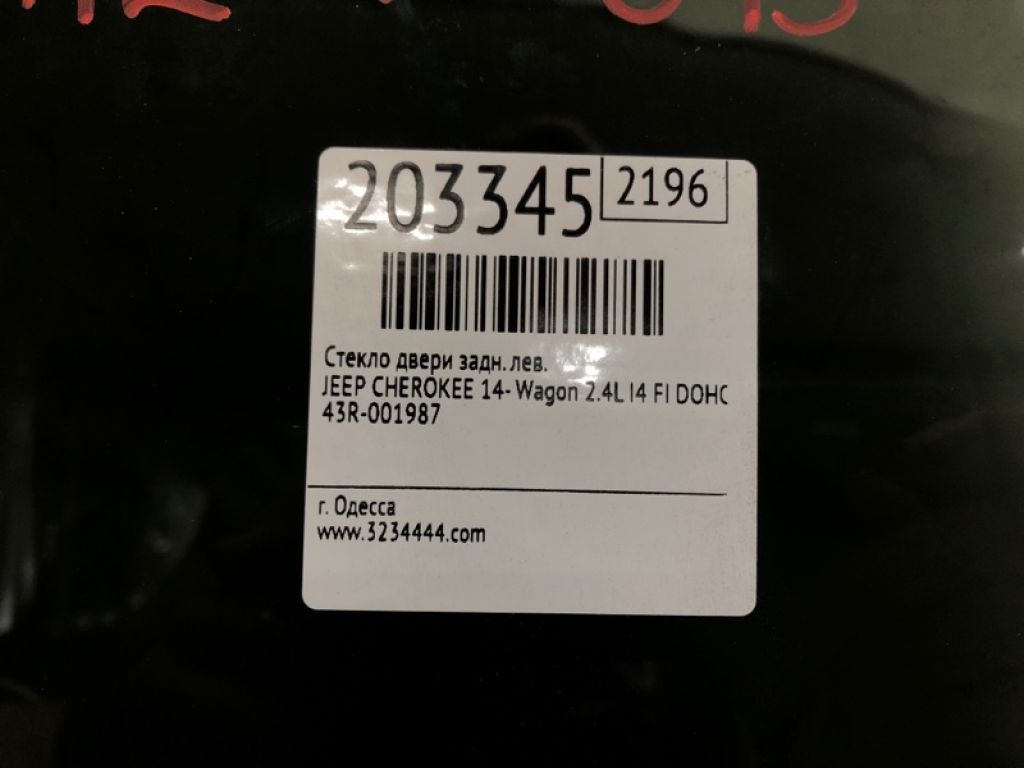 203345 2196
Стекло двери задн. лев.
JEEP CHEROKEE 14- Wagon 2.4L I4 FI DOHC
43R-001987
г. Одесса
www.3234444.com